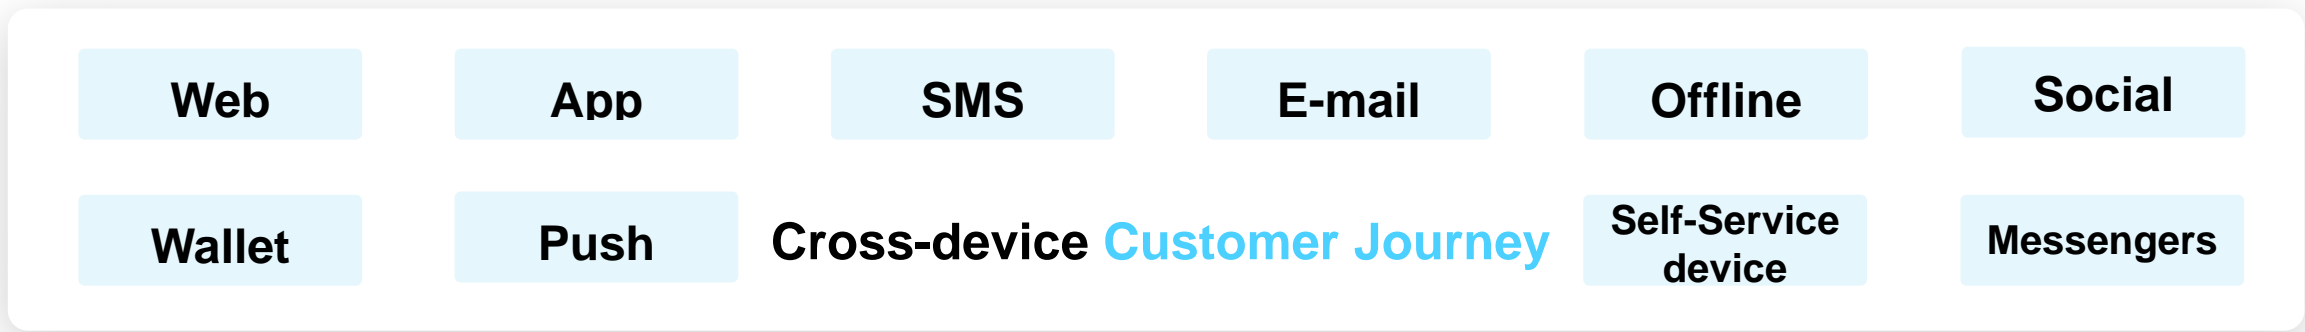 Web
App
SMS
E-mail
Offline
Social
Wallet
Push
Cross-device Customer Journey
Self-Service
device
Messengers